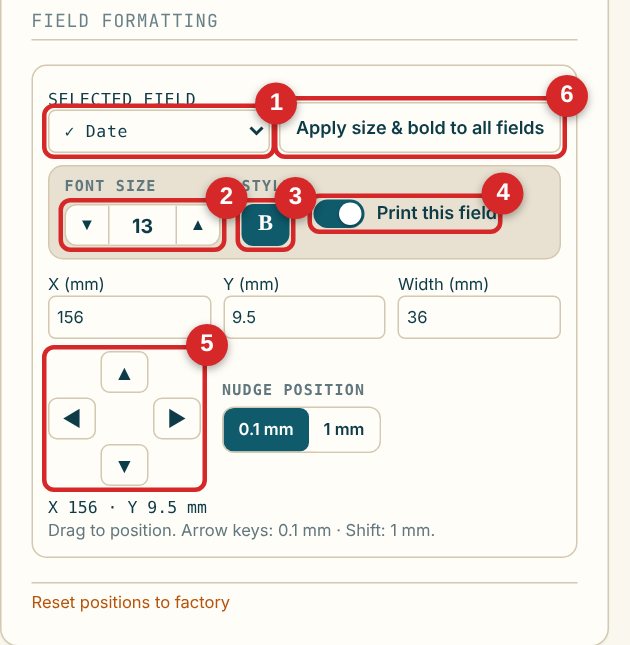 FIELD FORMATTING
SELECTED FIELD
1
6
✓ Date
Apply size & bold to all fields
FONT SIZE
2
3
4
▼ 13 ▲
B
Print this field
X (mm)
Y (mm)
Width (mm)
156
9.5
36
5
▲
◀ ▶
▼
NUDGE POSITION
0.1 mm
1 mm
X 156 · Y 9.5 mm
Drag to position. Arrow keys: 0.1 mm · Shift: 1 mm.
Reset positions to factory